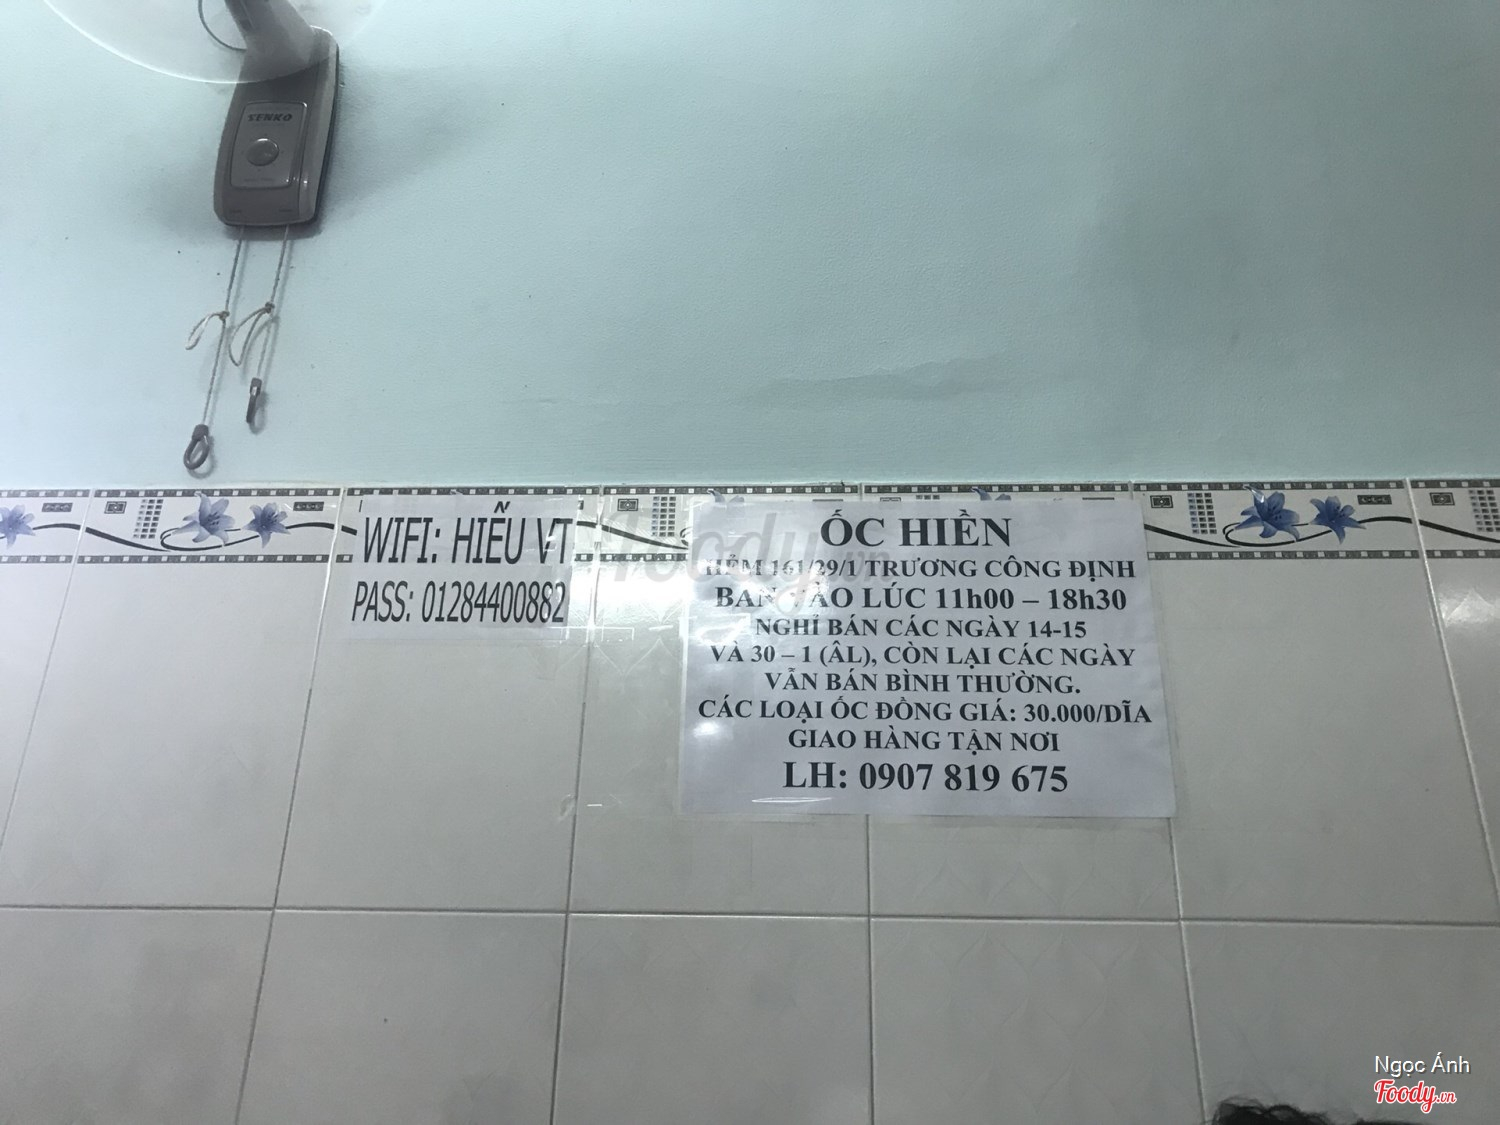 SENKO
WIFI: HIẾU VT
PASS: 01284400882
ỐC HIỀN
HẺM 161/29/1 TRƯƠNG CÔNG ĐỊNH
BÁN VÀO LÚC 11h00 – 18h30
NGHỈ BÁN CÁC NGÀY 14-15
VÀ 30 – 1 (ÂL), CÒN LẠI CÁC NGÀY
VẪN BÁN BÌNH THƯỜNG.
CÁC LOẠI ỐC ĐỒNG GIÁ: 30.000/DĨA
GIAO HÀNG TẬN NƠI
LH: 0907 819 675
Foody.vn
Ngọc Ánh
Foody.vn